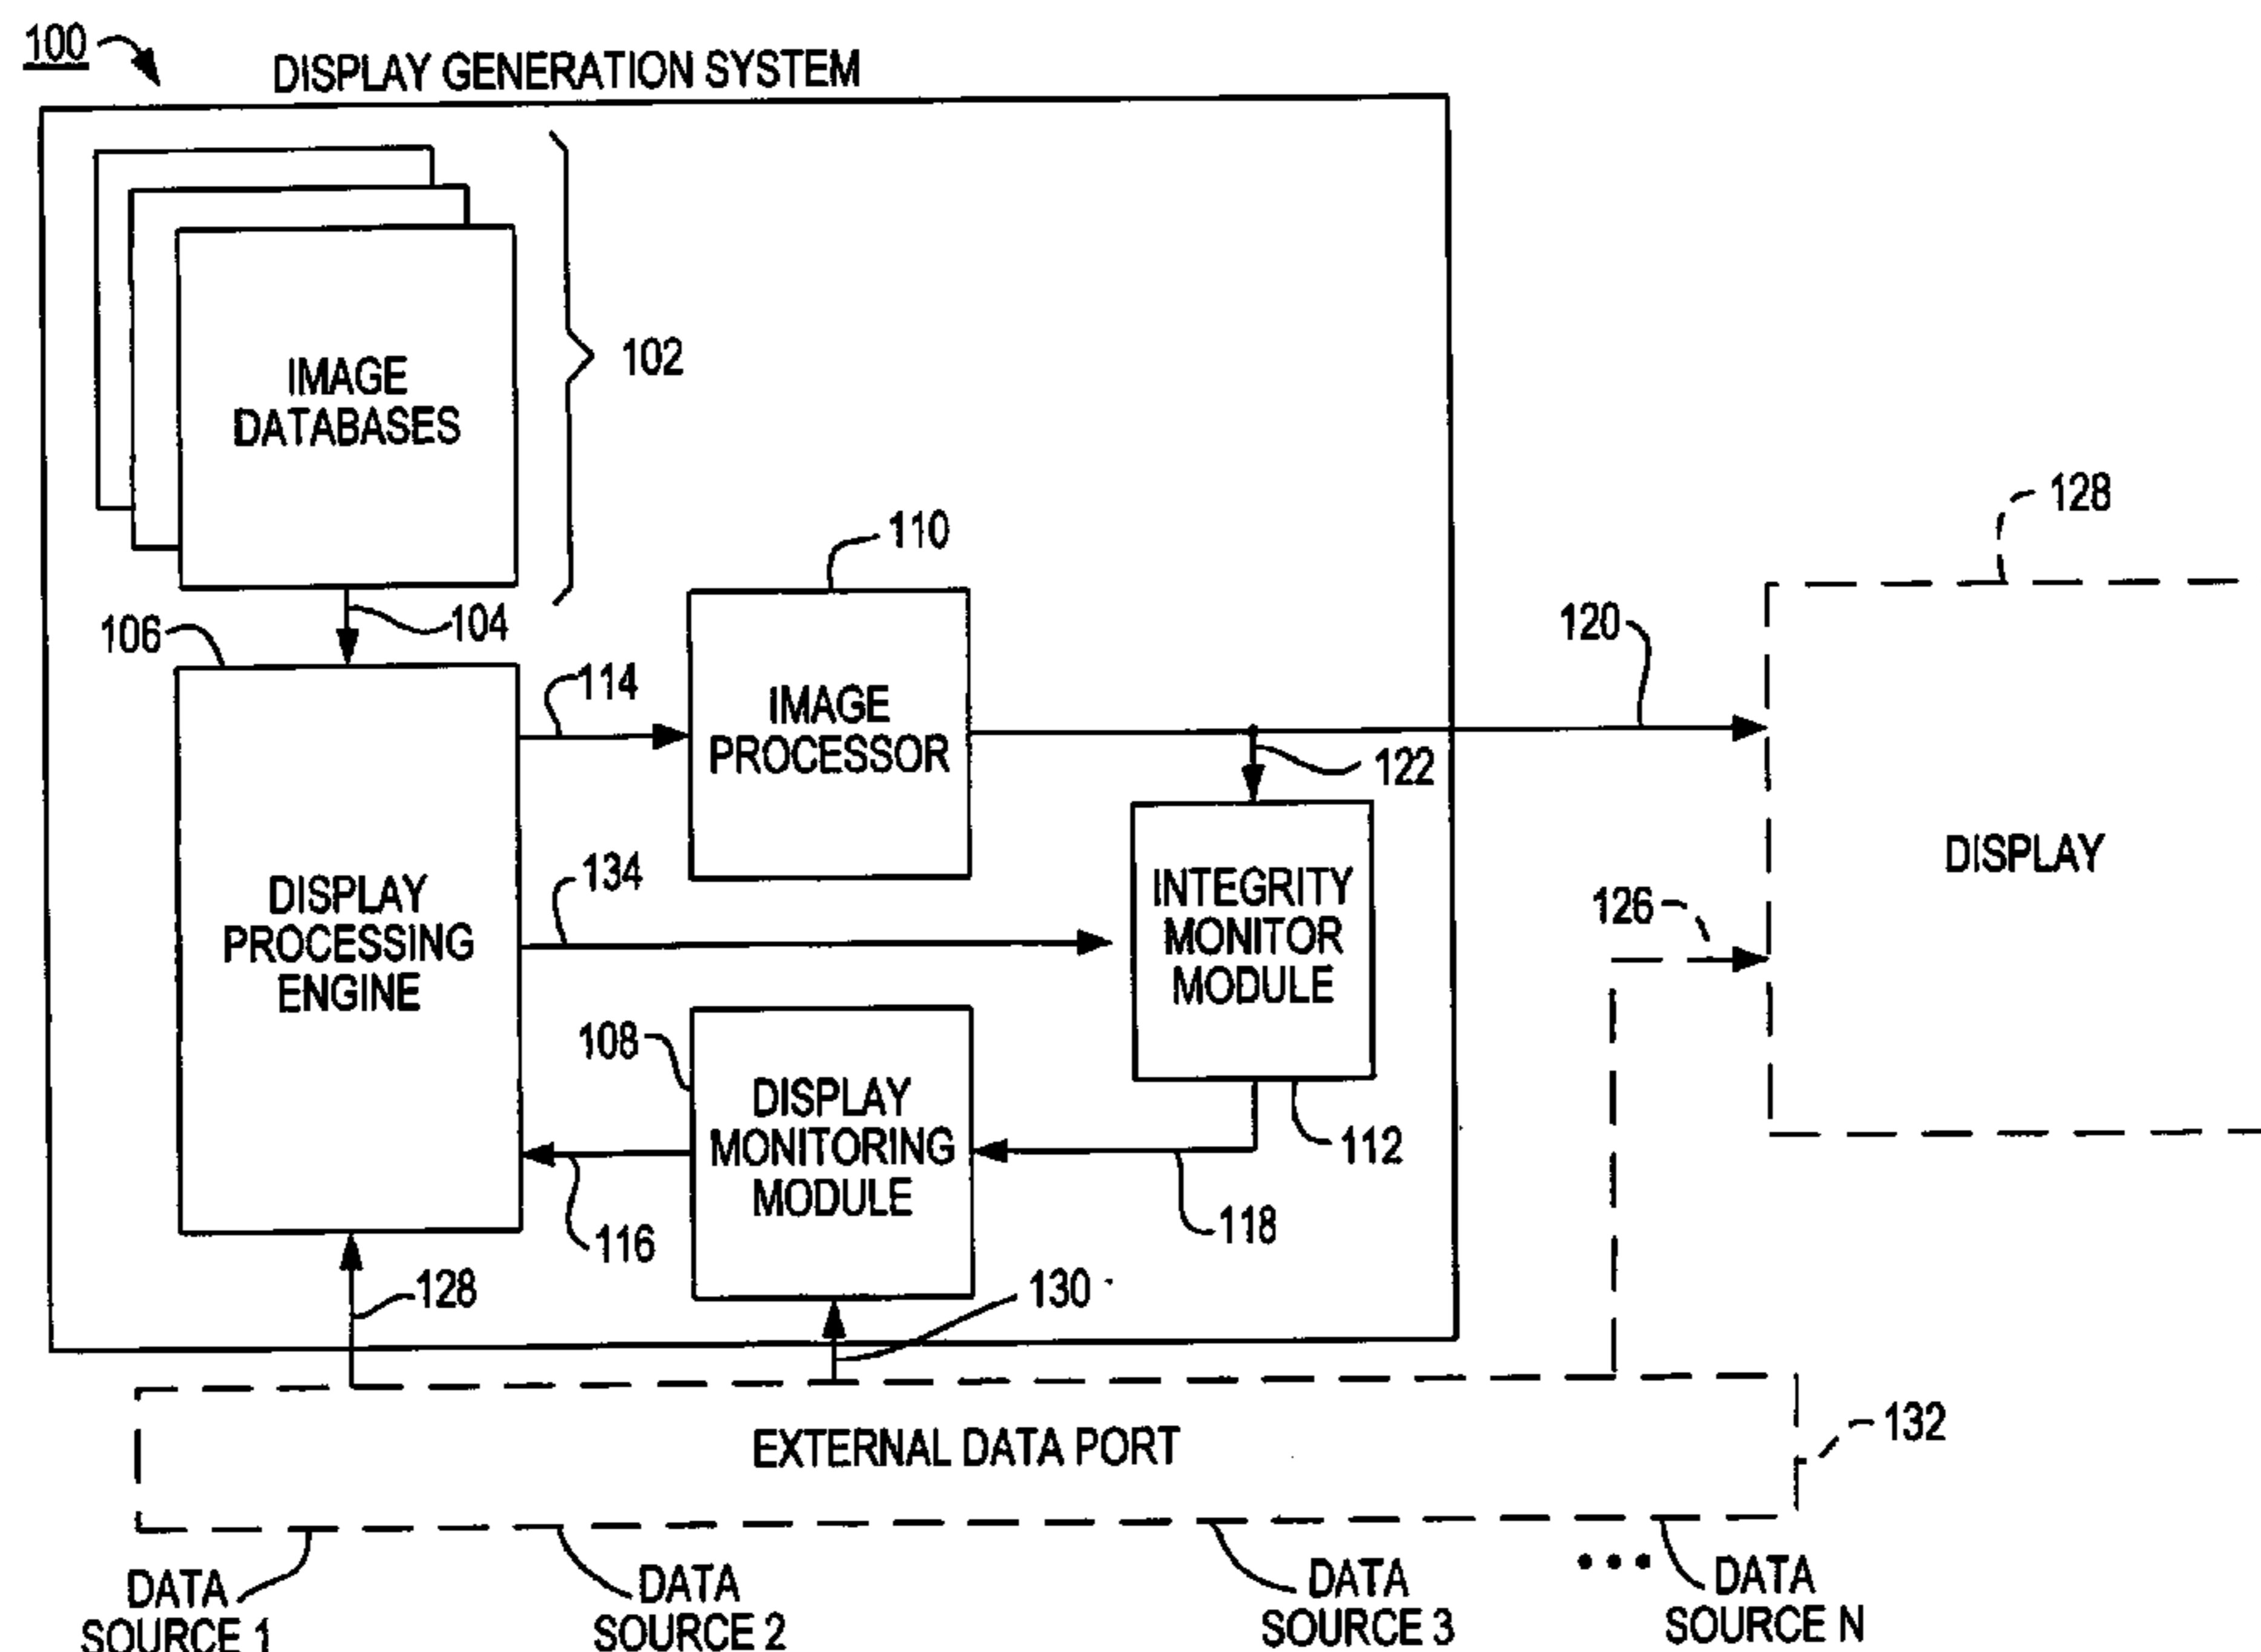 100
DISPLAY GENERATION SYSTEM
IMAGE
DATABASES
102
110
128
106
104
120
114
IMAGE
PROCESSOR
122
134
DISPLAY
PROCESSING
ENGINE
INTEGRITY
MONITOR
MODULE
DISPLAY
126
108
DISPLAY
MONITORING
MODULE
112
116
118
128
130
EXTERNAL DATA PORT
132
DATA
SOURCE 1
DATA
SOURCE 2
DATA
SOURCE 3
•••
DATA
SOURCE N